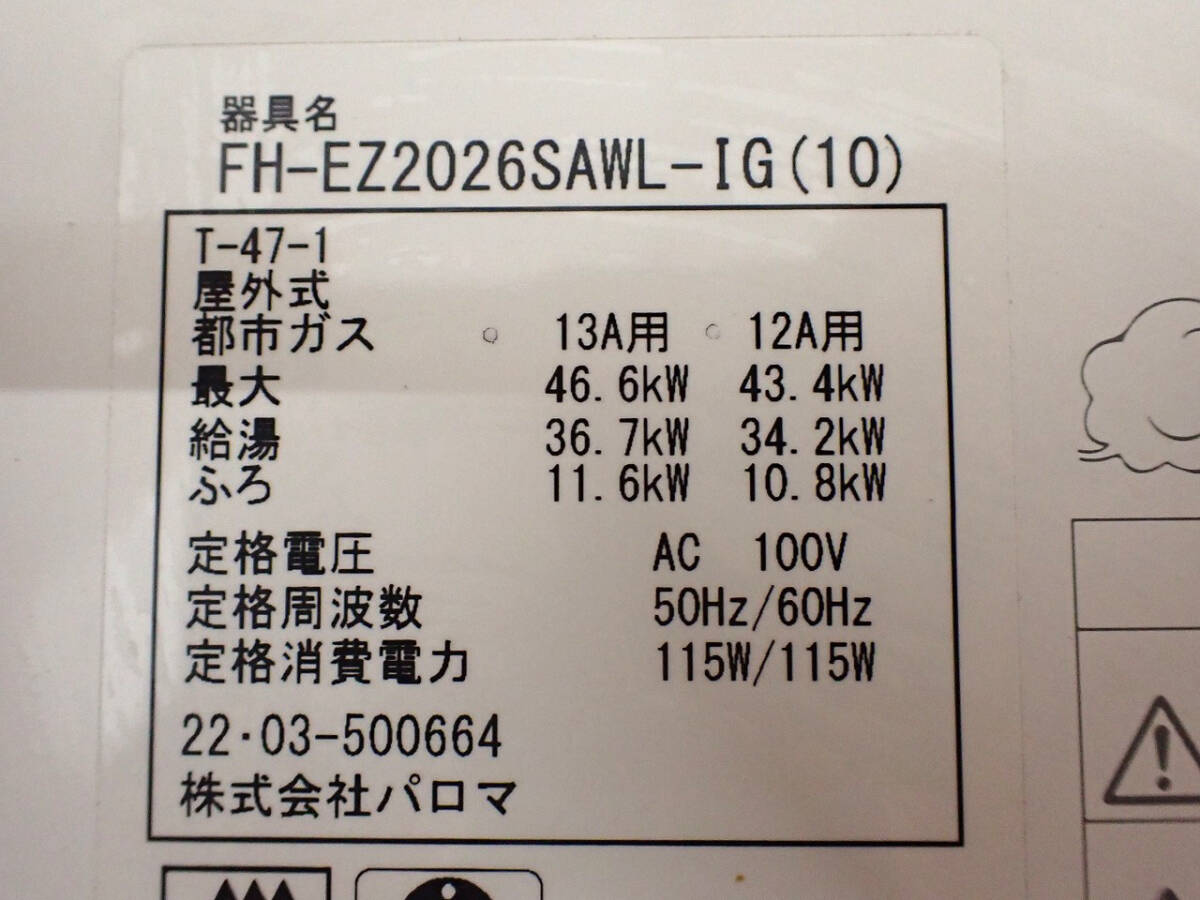 器具名
FH-EZ2026SAWL-IG(10)
T-47-1
屋外式
都市ガス 13A用 12A用
最大 46.6kW 43.4kW
給湯 36.7kW 34.2kW
ふろ 11.6kW 10.8kW
定格電圧 AC 100V
定格周波数 50Hz/60Hz
定格消費電力 115W/115W
22・03-500664
株式会社パロマ